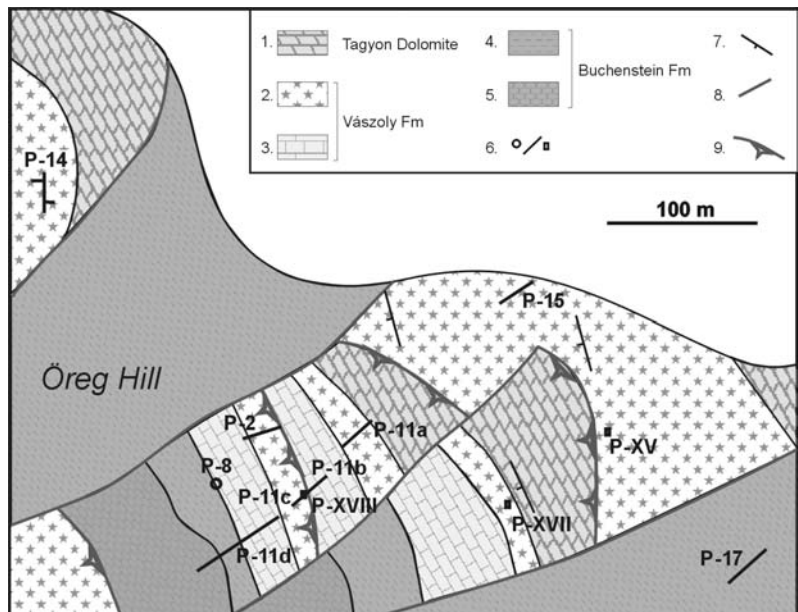 1. Tagyon Dolomite
2.
3.
Vászoly Fm
4.
5.
Buchenstein Fm
6.
7.
8.
9.
100 m
P-14
P-15
Öreg Hill
P-2
P-11a
P-8
P-11b
P-XV
P-11c
P-XVIII
P-XVII
P-11d
P-17